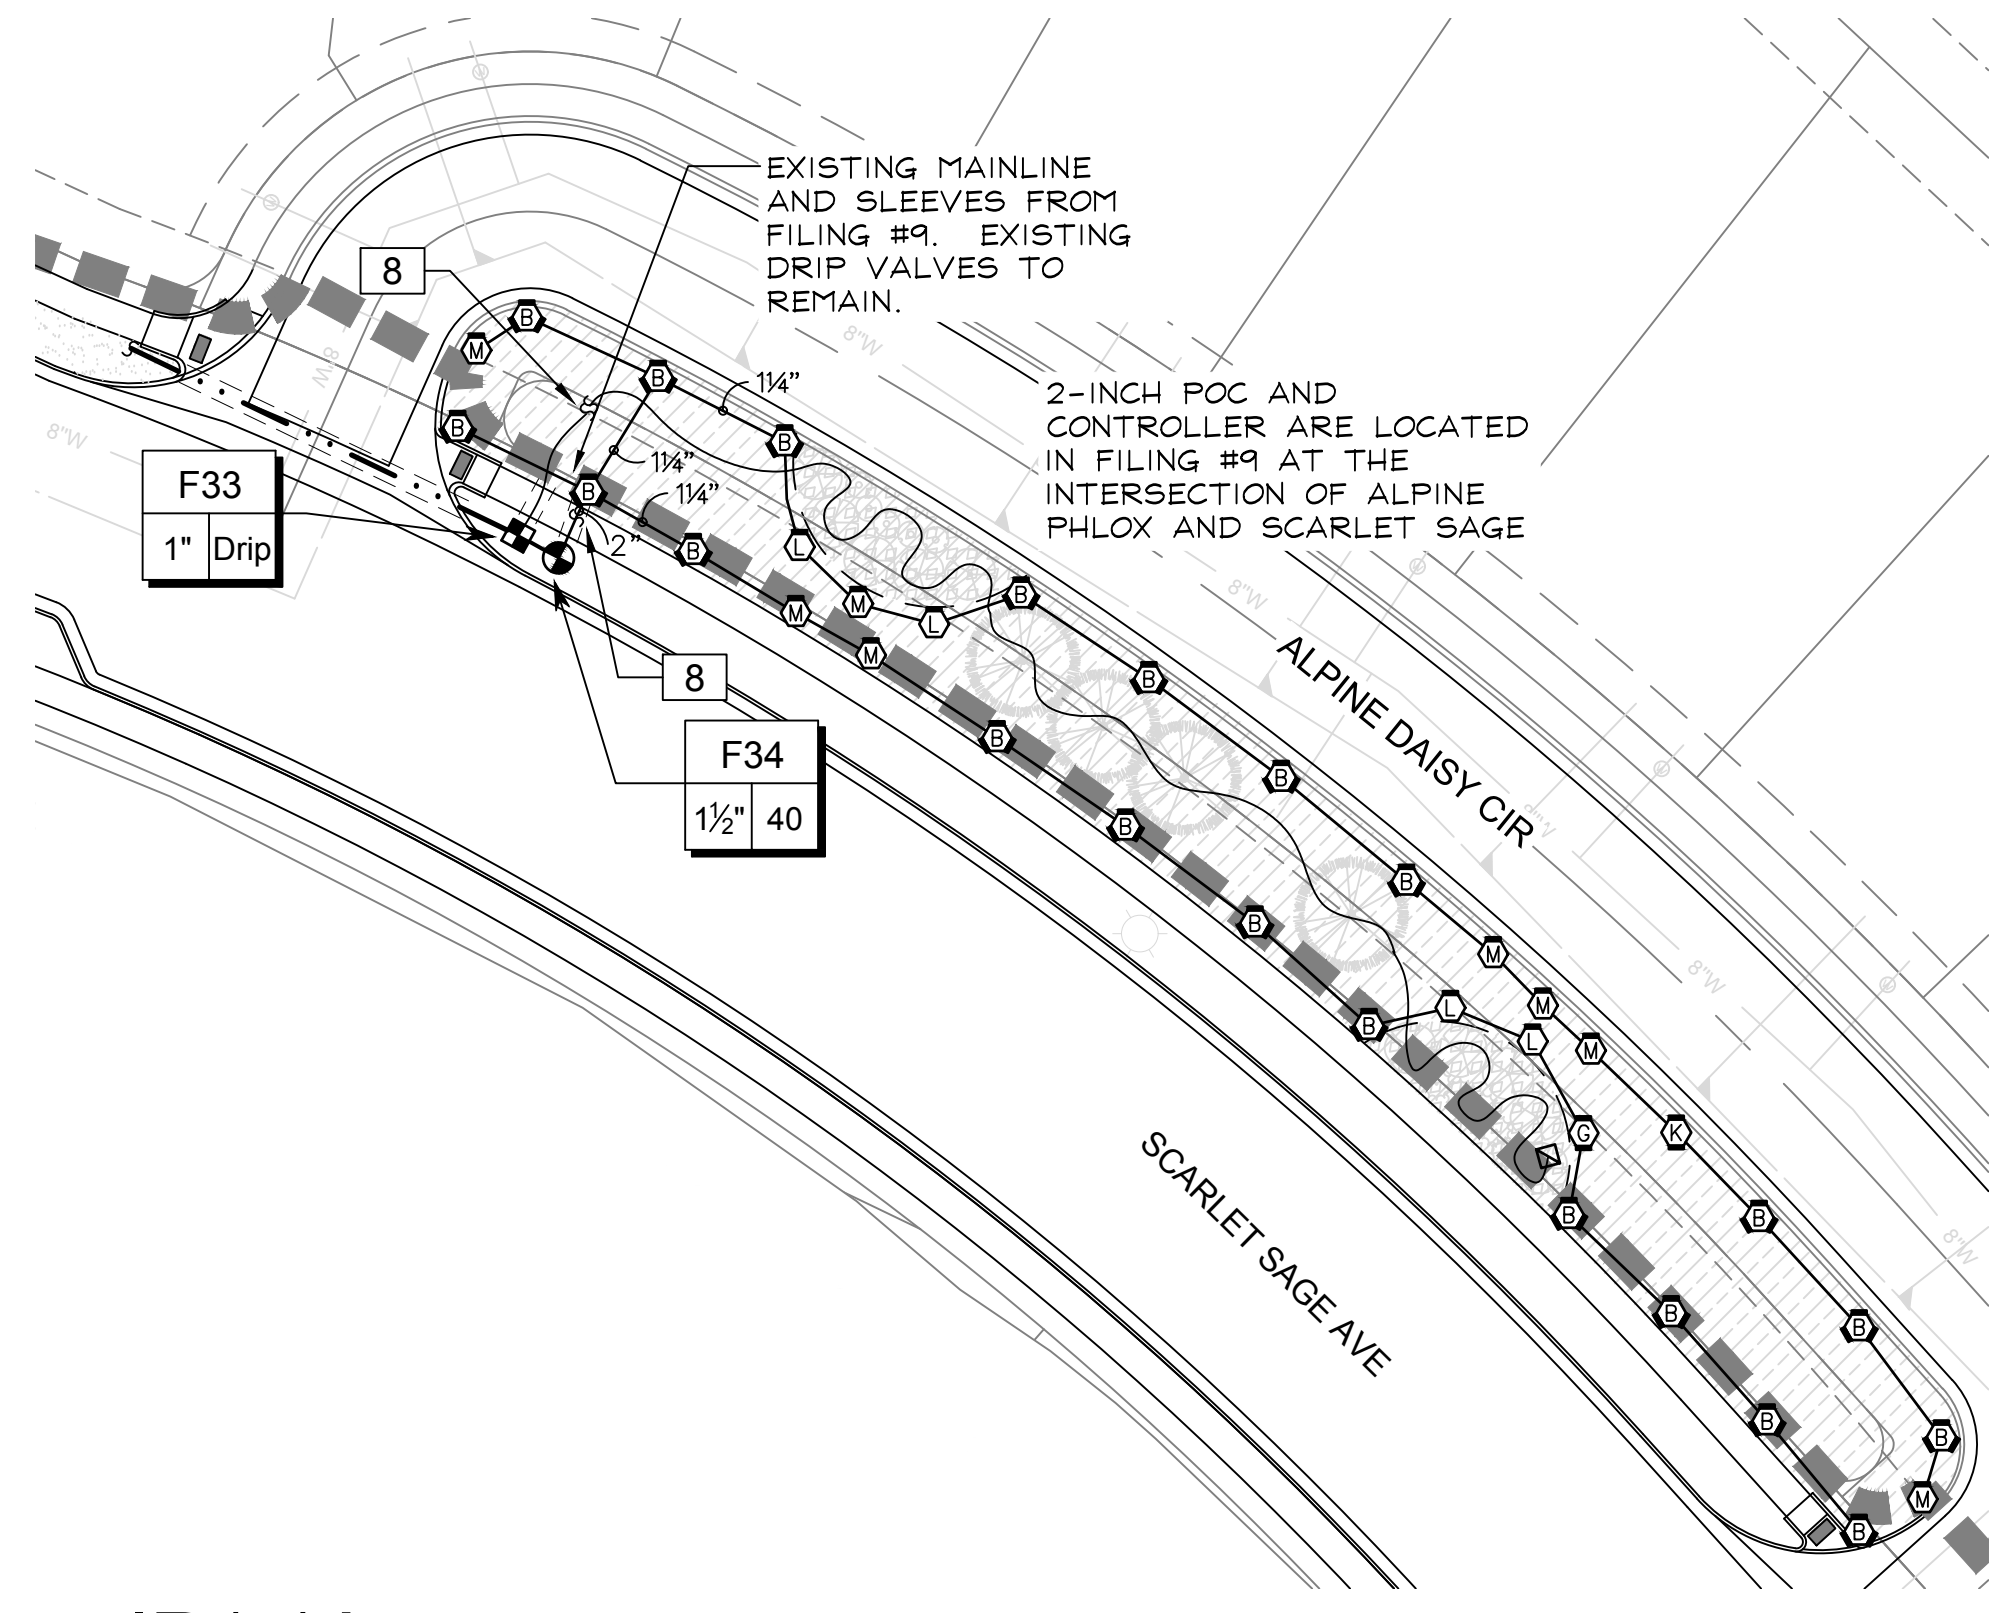 EXISTING MAINLINE
AND SLEEVES FROM
FILING #9. EXISTING
DRIP VALVES TO
REMAIN.
8
8"W
8"W
B
M
B
1¼"
2-INCH POC AND
CONTROLLER ARE LOCATED
IN FILING #9 AT THE
INTERSECTION OF ALPINE
PHLOX AND SCARLET SAGE
B
B
8"W
1¼"
F33
1" Drip
B
1¼"
2"
B
L
8"W
B
M
M
L
M
8
B
ALPINE DAISY CIR
F34
1½" 40
B
B
B
8"W
B
B
M
8"W
L
M
B
L
M
G
K
SCARLET SAGE AVE
B
B
8"W
B
B
B
B
M
B